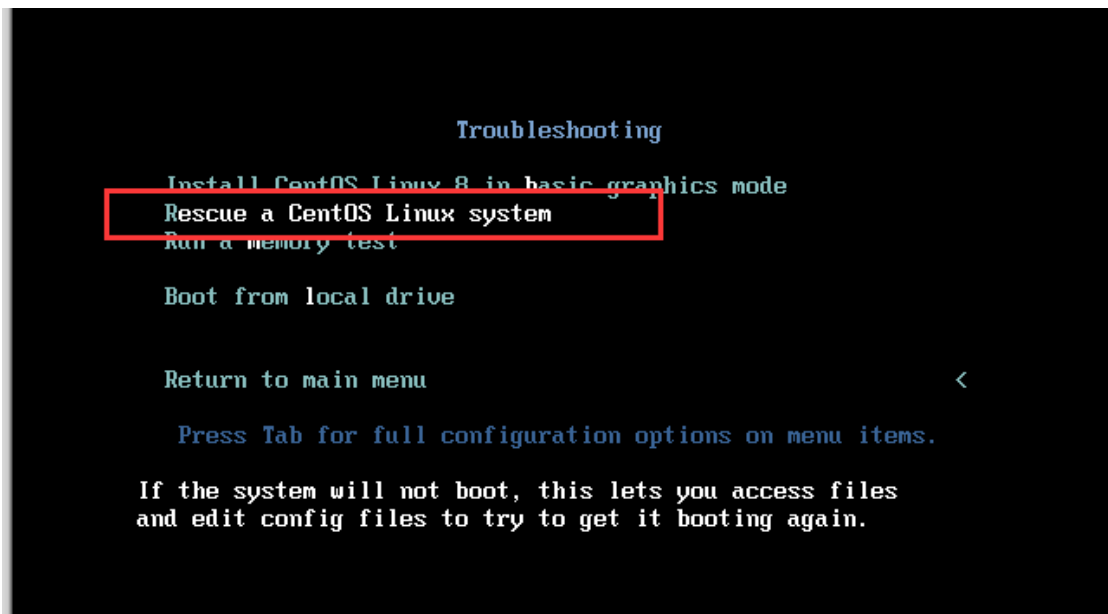 Troubleshooting
Install CentOS Linux 8 in basic graphics mode
Rescue a CentOS Linux system
Run a memory test
Boot from local drive
Return to main menu <
Press Tab for full configuration options on menu items.
If the system will not boot, this lets you access files
and edit config files to try to get it booting again.